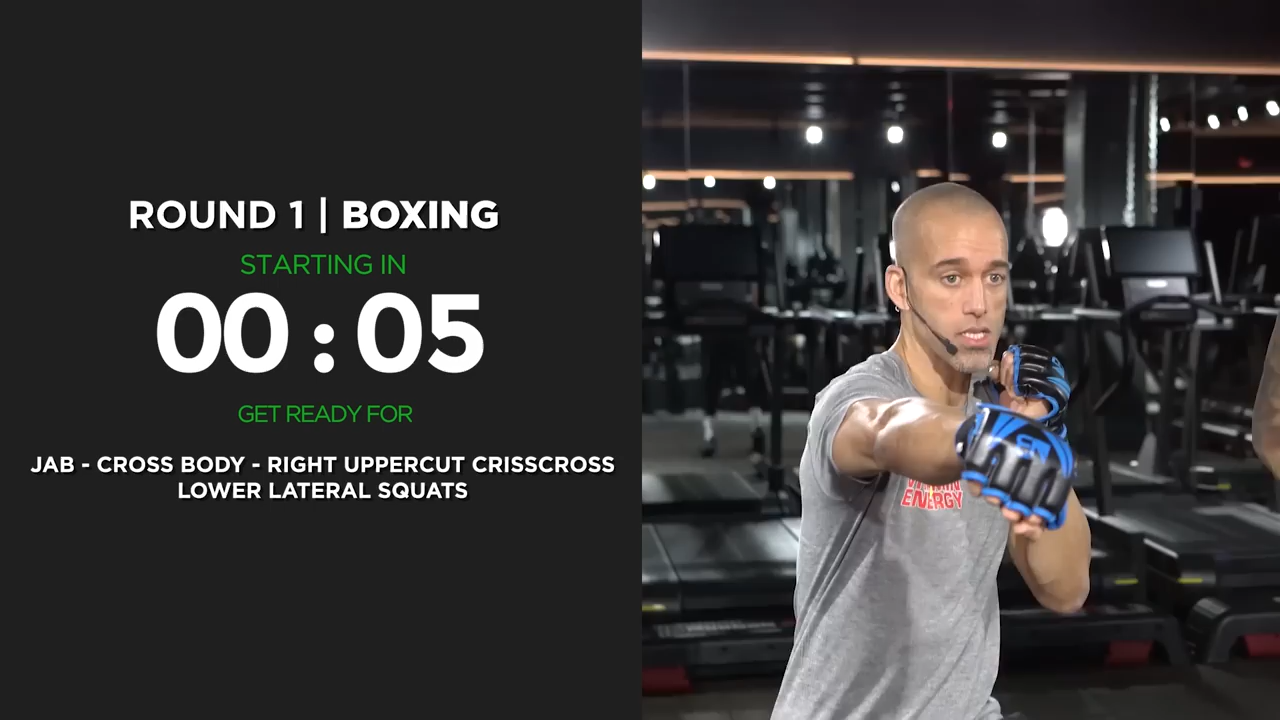 ROUND 1 | BOXING
STARTING IN
00 : 05
GET READY FOR
JAB - CROSS BODY - RIGHT UPPERCUT CRISSCROSS
LOWER LATERAL SQUATS
ENERGY